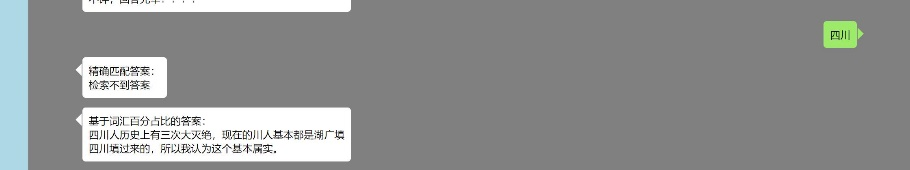 四川
精确匹配答案：
检索不到答案
基于词汇百分占比的答案：
四川人历史上有三次大灭绝，现在的川人基本都是湖广填
四川填过来的，所以我认为这个基本属实。